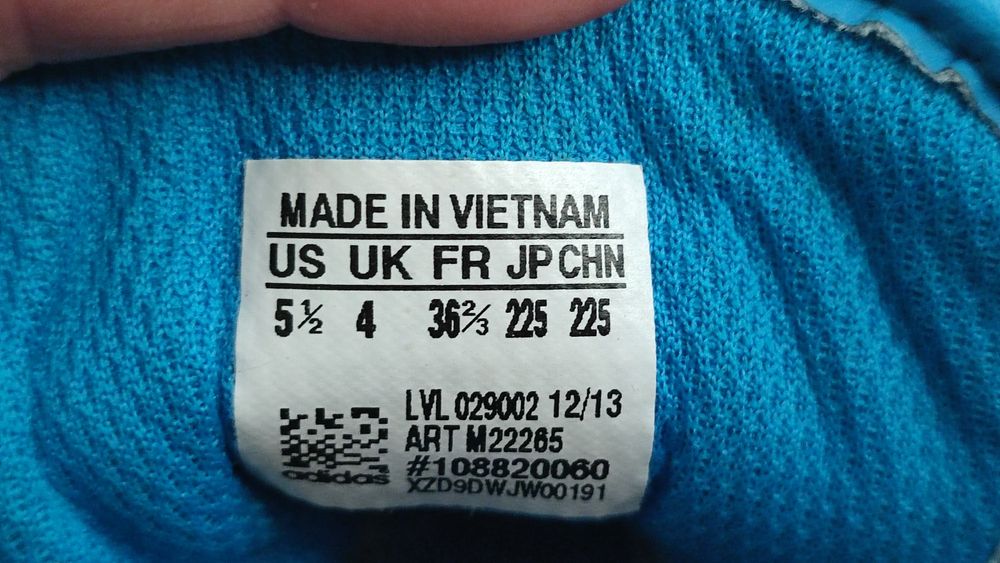 MADE IN VIETNAM
US UK FR JP CHN
5½ 4 36⅔ 225 225
LVL 029002 12/13
ART M22265
#108820060
adidas XZD9DWJW00191